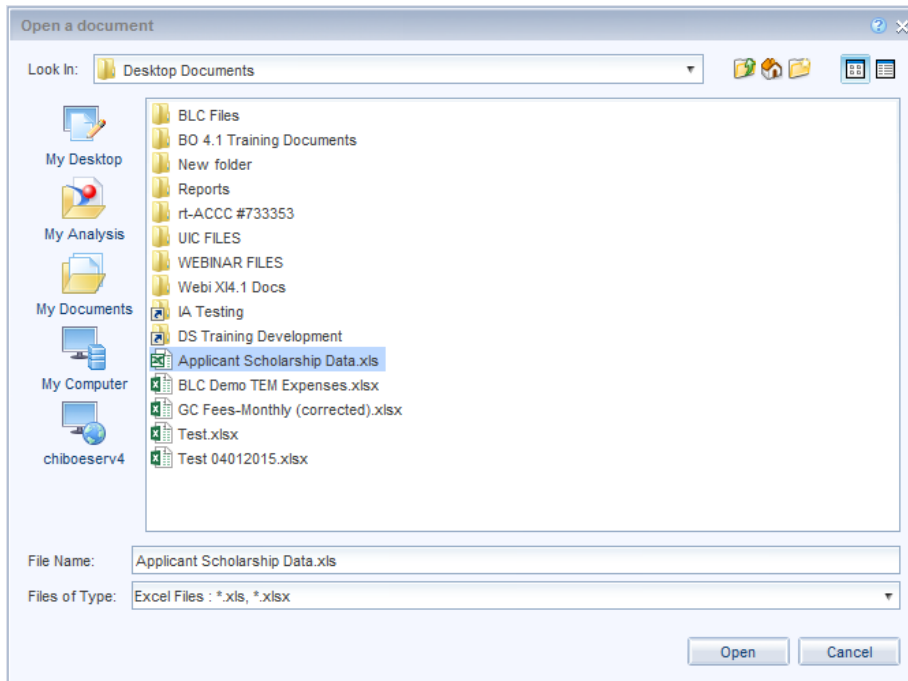 Open a document
Look In: Desktop Documents
My Desktop
My Analysis
My Documents
My Computer
chiboeserv4
BLC Files
BO 4.1 Training Documents
New folder
Reports
rt-ACCC #733353
UIC FILES
WEBINAR FILES
Webi XI4.1 Docs
IA Testing
DS Training Development
Applicant Scholarship Data.xls
BLC Demo TEM Expenses.xlsx
GC Fees-Monthly (corrected).xlsx
Test.xlsx
Test 04012015.xlsx
File Name: Applicant Scholarship Data.xls
Files of Type: Excel Files : *.xls, *.xlsx
Open Cancel